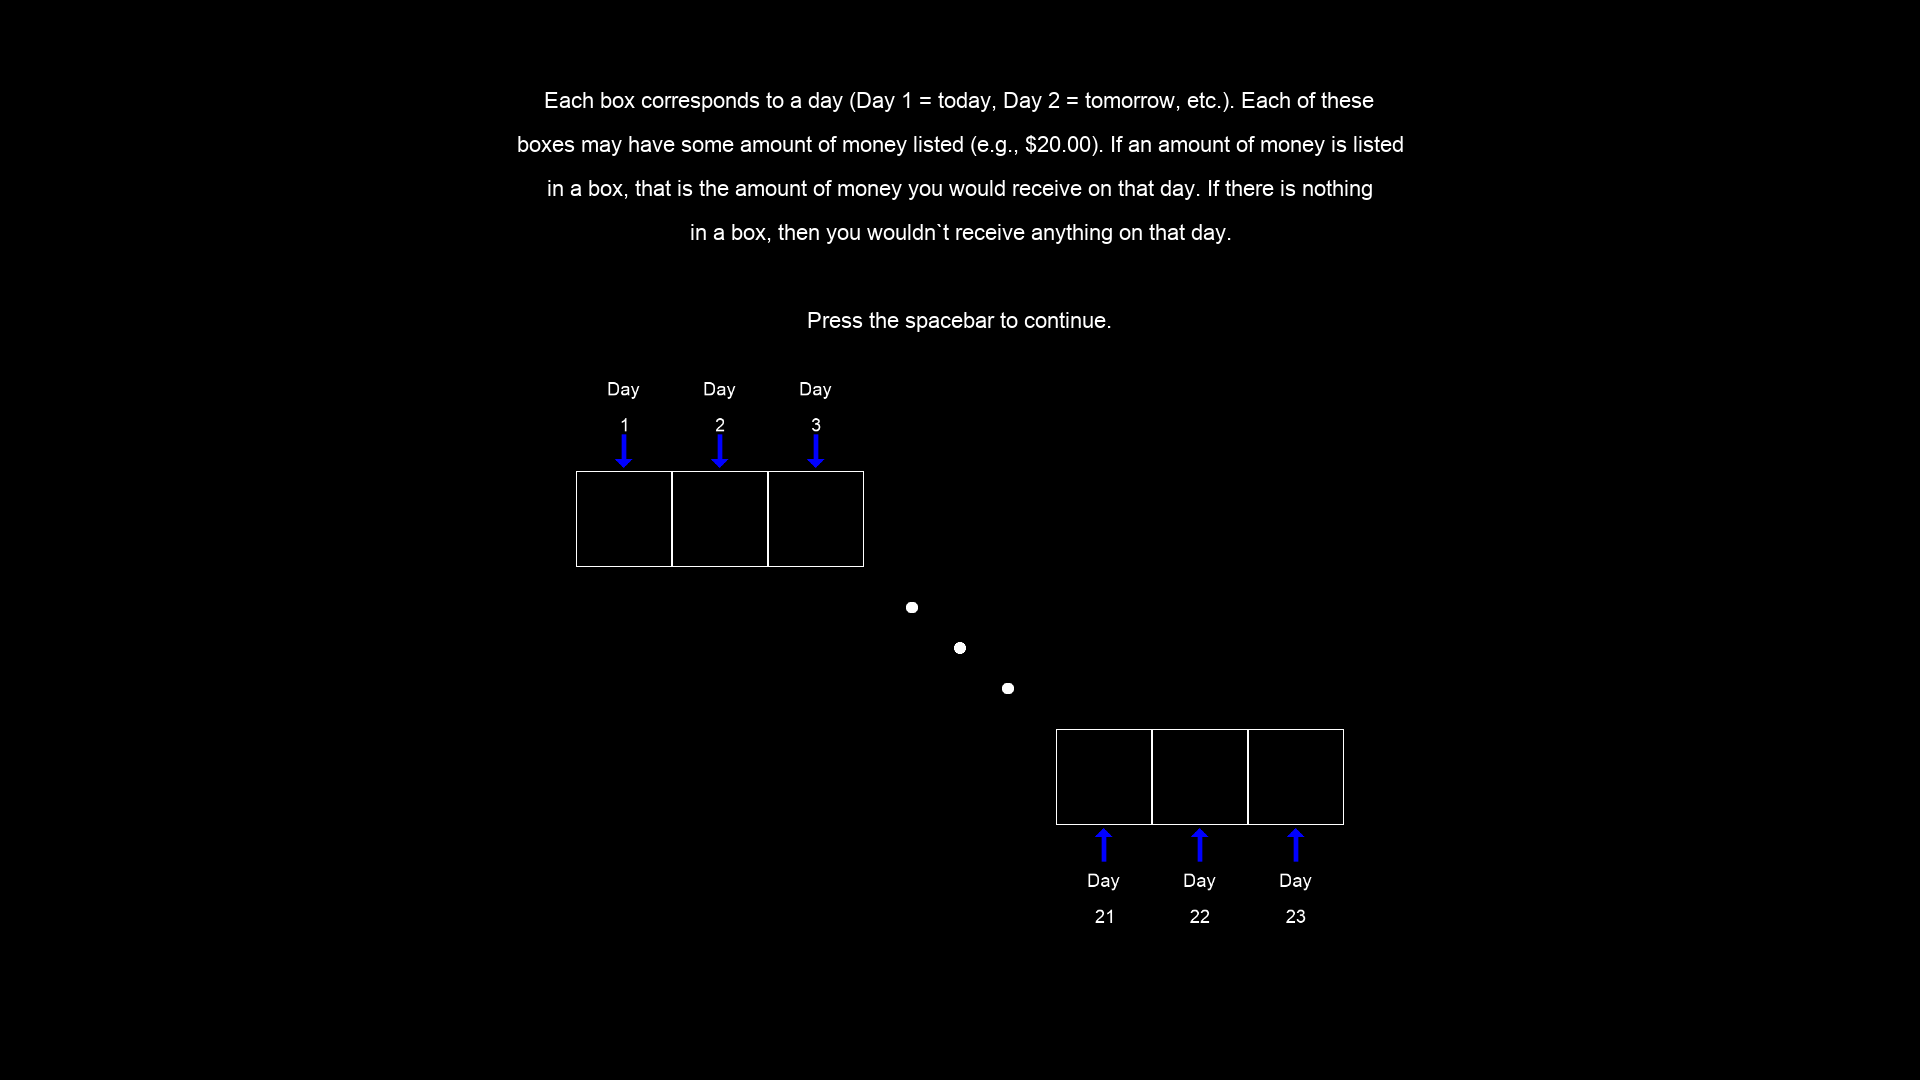 Each box corresponds to a day (Day 1 = today, Day 2 = tomorrow, etc.). Each of these
boxes may have some amount of money listed (e.g., $20.00). If an amount of money is listed
in a box, that is the amount of money you would receive on that day. If there is nothing
in a box, then you wouldn`t receive anything on that day.
Press the spacebar to continue.
Day Day Day
1 2 3
Day Day Day
21 22 23